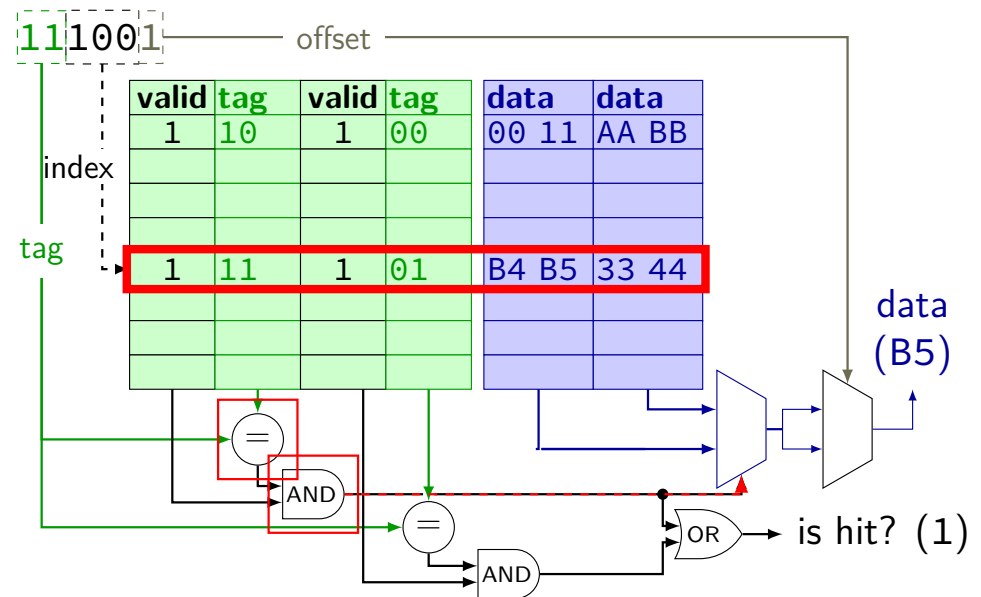 111001
offset
valid tag valid tag data data
1 10 1 00 00 11 AA BB
index
tag
1 11 1 01 B4 B5 33 44
data
(B5)
=
AND
=
OR
is hit? (1)
AND